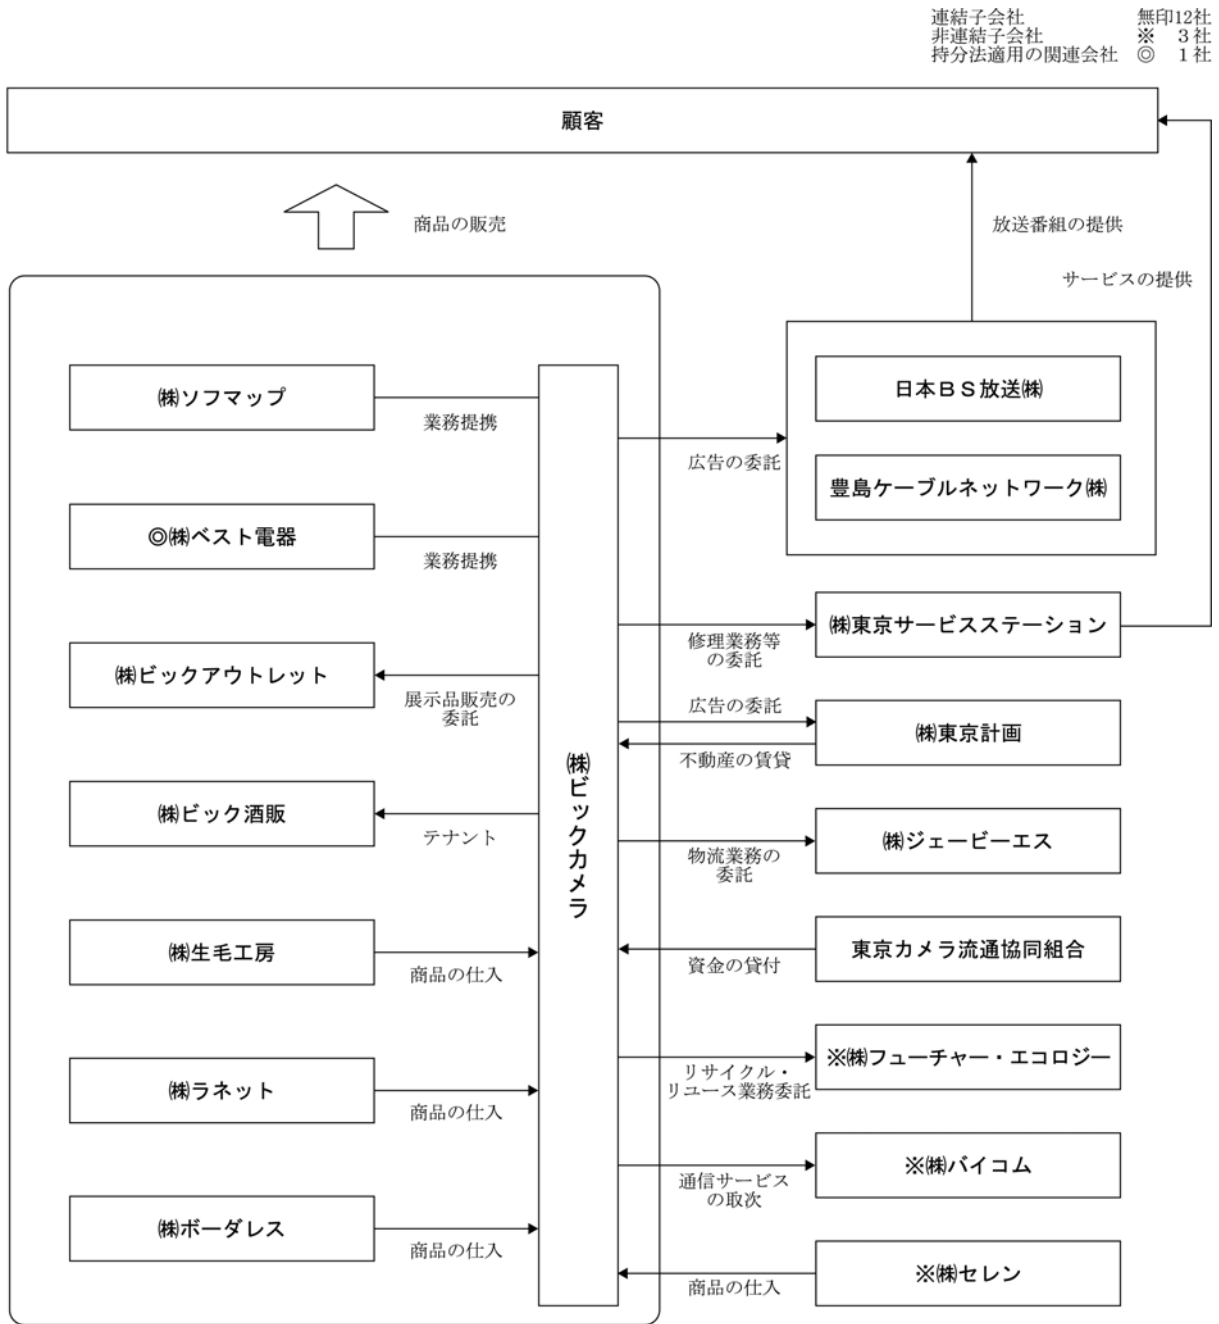 連結子会社 無印12社
非連結子会社 ※ 3社
持分法適用の関連会社 ◎ 1社
顧客
商品の販売
放送番組の提供
サービスの提供
㈱ソフマップ
業務提携
◎㈱ベスト電器
業務提携
㈱ビックアウトレット
展示品販売の
委託
㈱ビック酒販
テナント
㈱生毛工房
商品の仕入
㈱ラネット
商品の仕入
㈱ボーダレス
商品の仕入
㈱ビックカメラ
広告の委託
日本BS放送㈱
豊島ケーブルネットワーク㈱
修理業務等
の委託
㈱東京サービスステーション
広告の委託
不動産の賃貸
㈱東京計画
物流業務の
委託
㈱ジェービーエス
資金の貸付
東京カメラ流通協同組合
リサイクル・
リユース業務委託
※㈱フューチャー・エコロジー
通信サービス
の取次
※㈱バイコム
商品の仕入
※㈱セレン